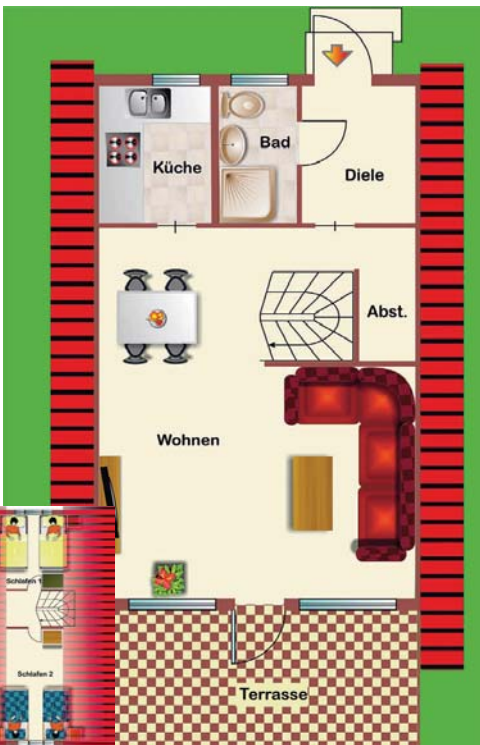 Küche
Bad
Diele
Abst.
Wohnen
Schlafen 1
Schlafen 2
Terrasse